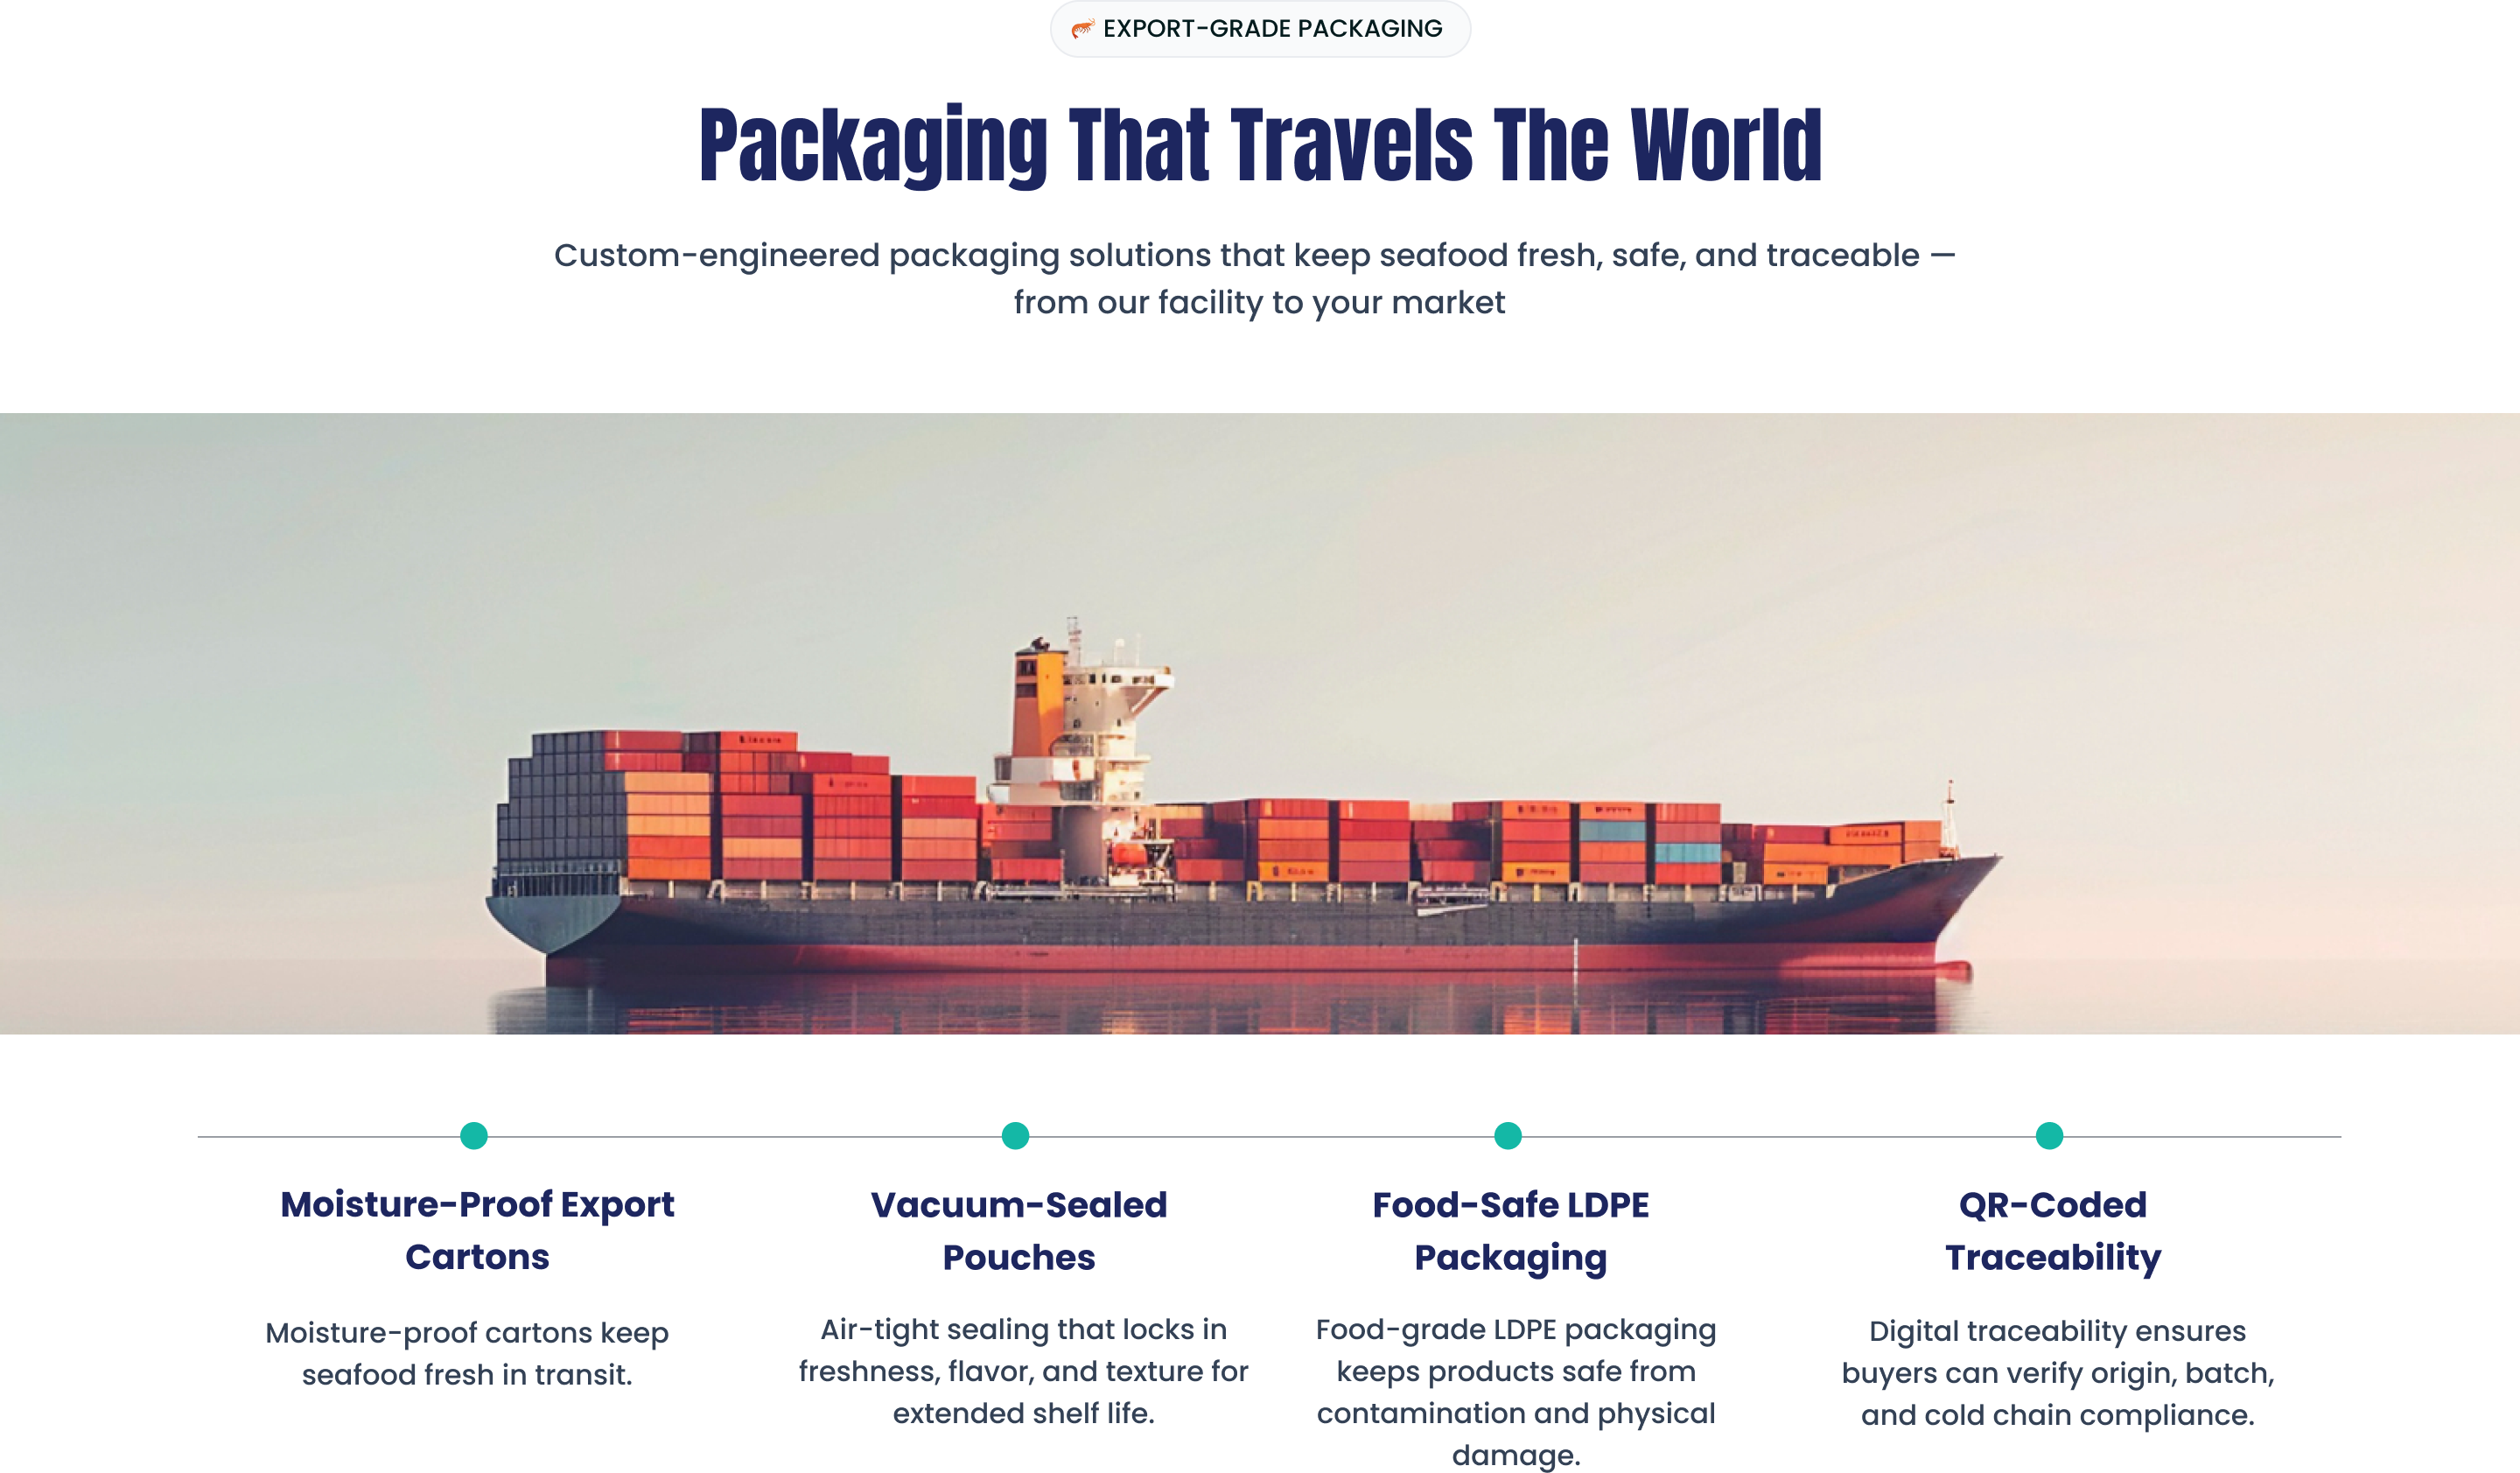 EXPORT-GRADE PACKAGING
Packaging That Travels The World
Custom-engineered packaging solutions that keep seafood fresh, safe, and traceable —
from our facility to your market
Moisture-Proof Export
Cartons
Moisture-proof cartons keep
seafood fresh in transit.
Vacuum-Sealed
Pouches
Air-tight sealing that locks in
freshness, flavor, and texture for
extended shelf life.
Food-Safe LDPE
Packaging
Food-grade LDPE packaging
keeps products safe from
contamination and physical
damage.
QR-Coded
Traceability
Digital traceability ensures
buyers can verify origin, batch,
and cold chain compliance.